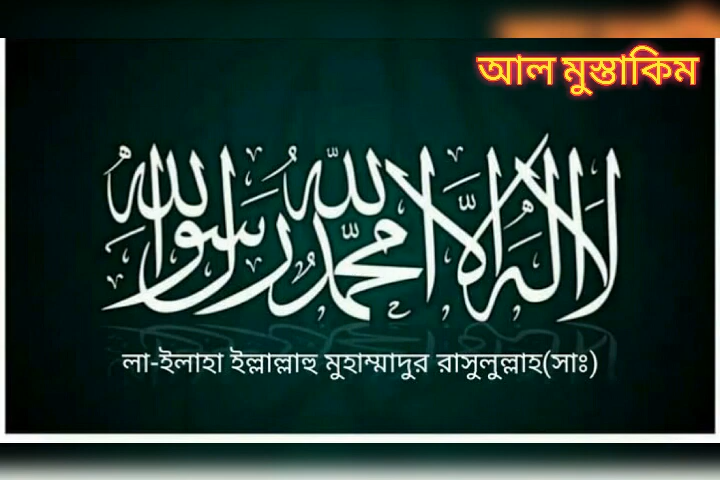 আল মুস্তাকিম
لا اله الا الله محمد رسول الله
লা-ইলাহা ইল্লাল্লাহু মুহাম্মাদুর রাসুলুল্লাহ(সাঃ)